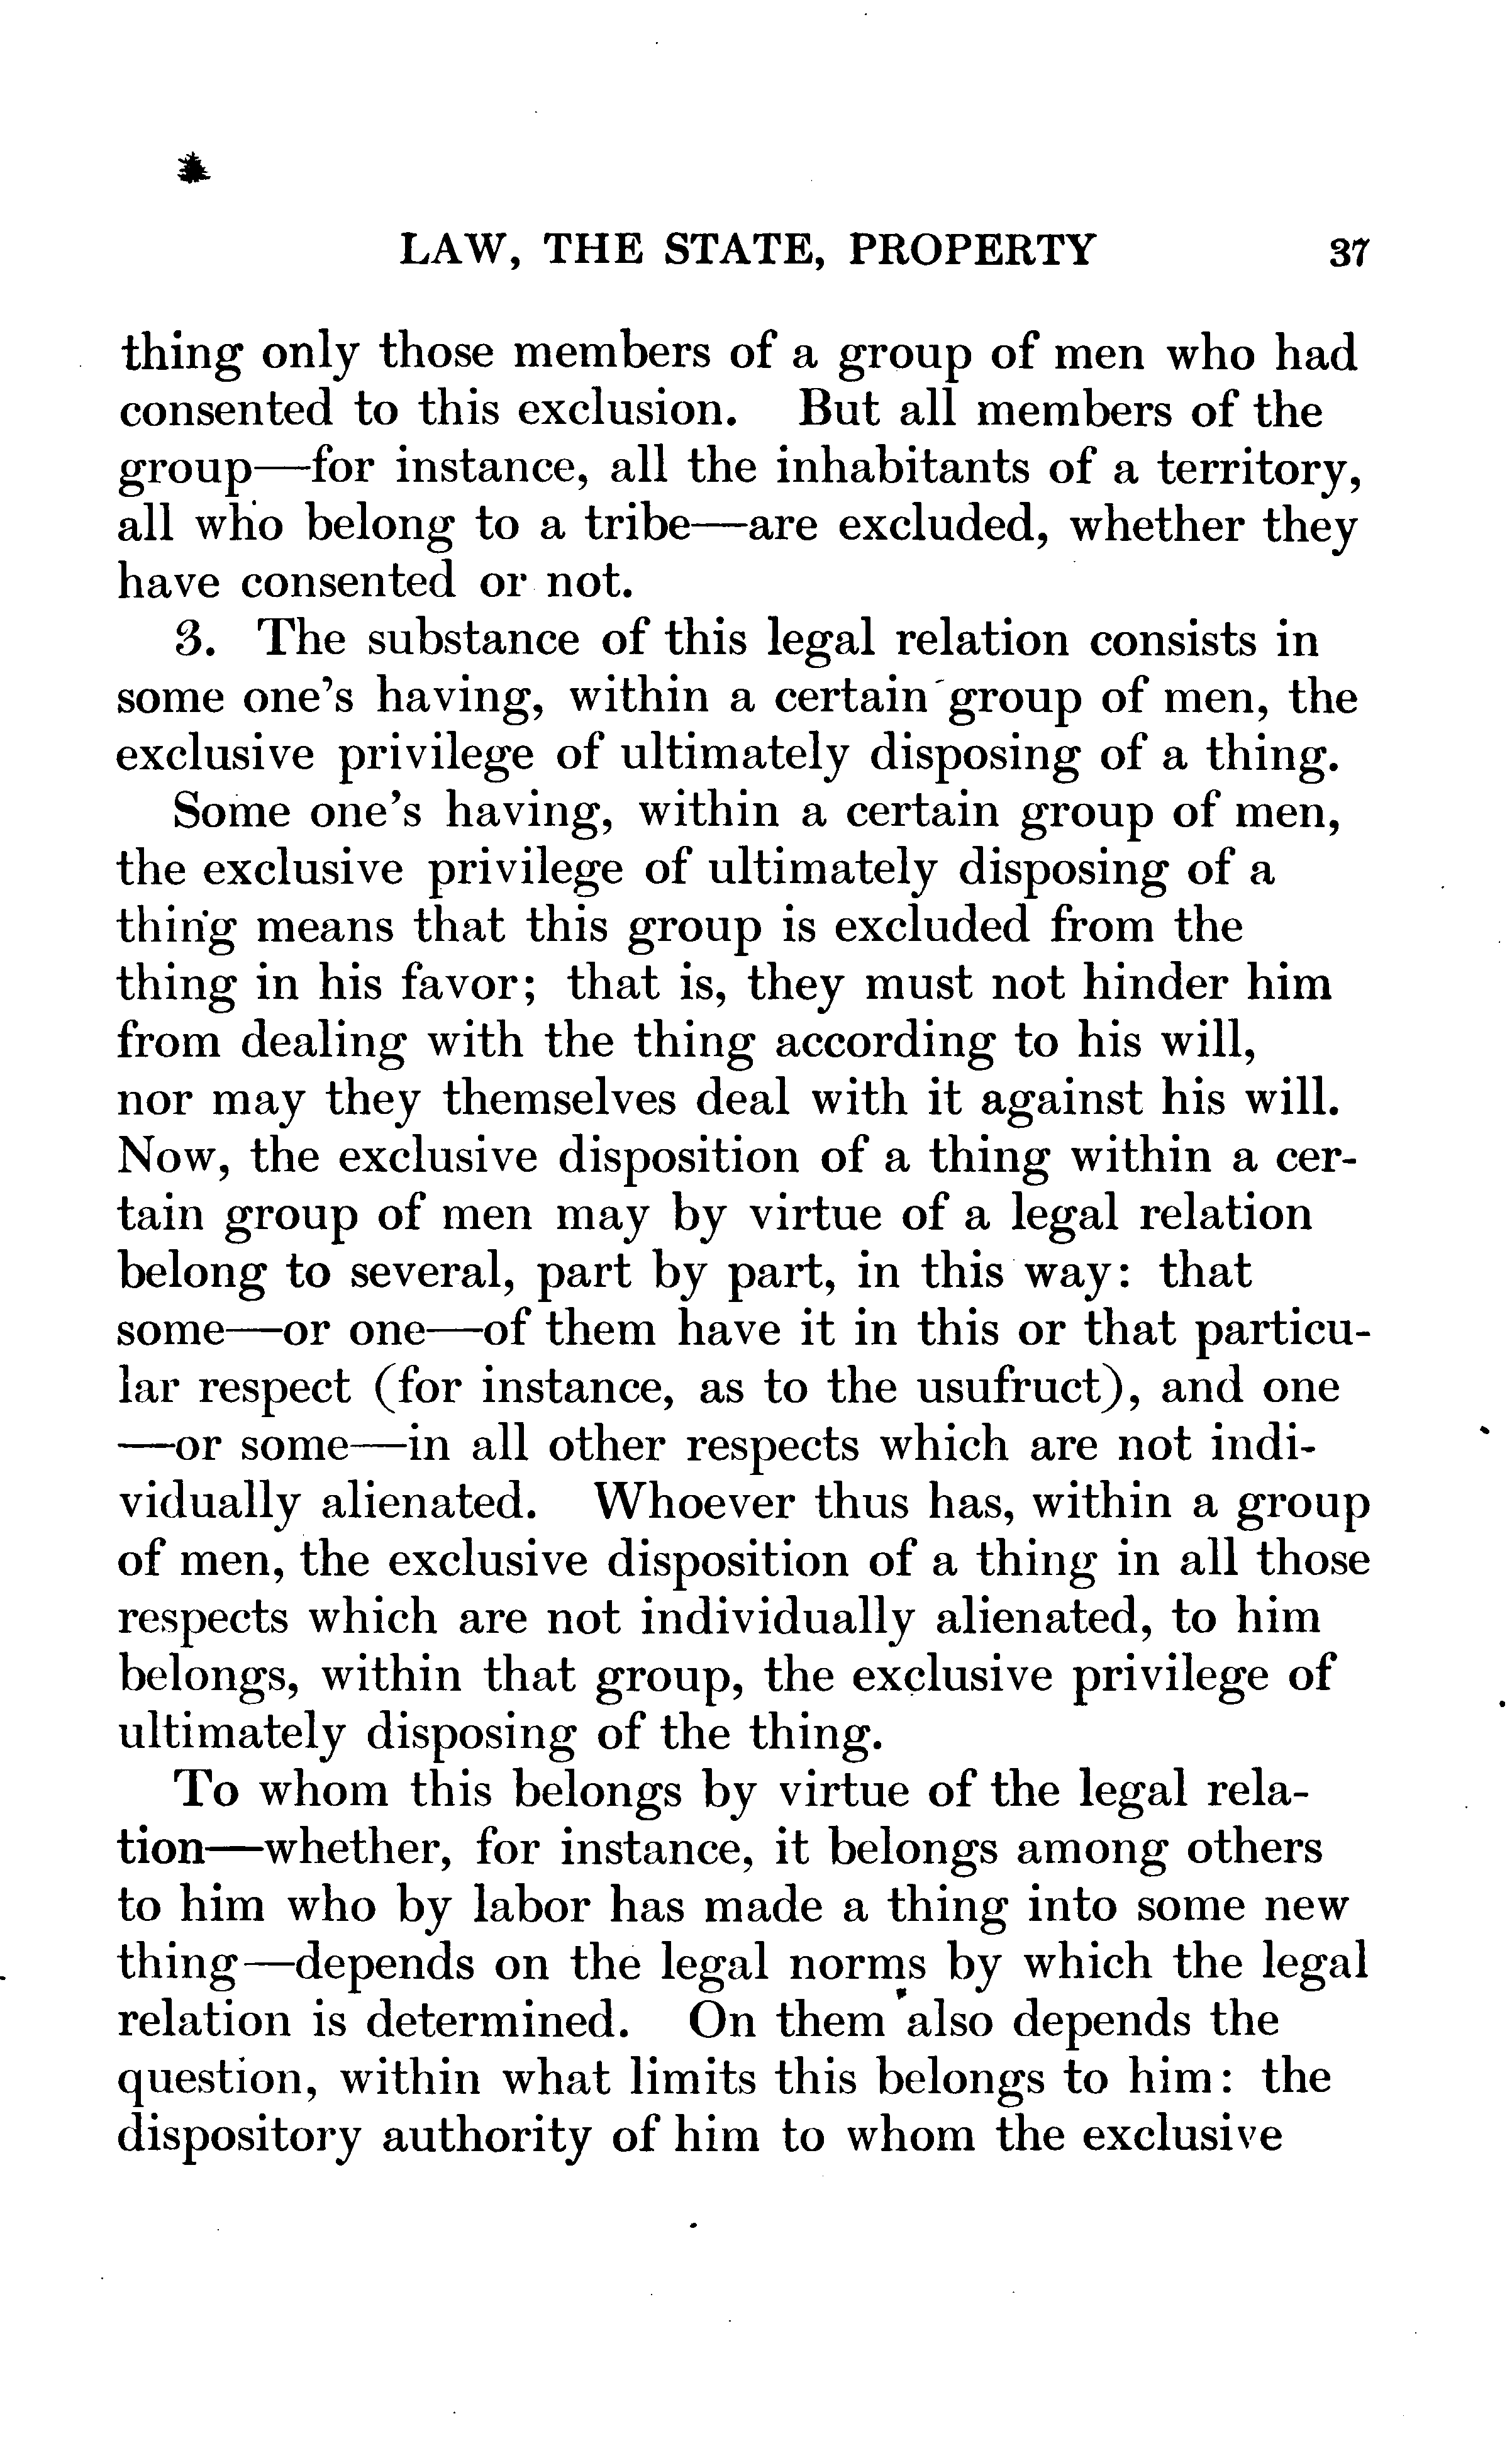 LAW, THE STATE, PROPERTY 37
thing only those members of a group of men who had
consented to this exclusion. But all members of the
group—for instance, all the inhabitants of a territory,
all who belong to a tribe—are excluded, whether they
have consented or not.
3. The substance of this legal relation consists in
some one's having, within a certain group of men, the
exclusive privilege of ultimately disposing of a thing.
Some one's having, within a certain group of men,
the exclusive privilege of ultimately disposing of a
thing means that this group is excluded from the
thing in his favor; that is, they must not hinder him
from dealing with the thing according to his will,
nor may they themselves deal with it against his will.
Now, the exclusive disposition of a thing within a cer-
tain group of men may by virtue of a legal relation
belong to several, part by part, in this way: that
some—or one—of them have it in this or that particu-
lar respect (for instance, as to the usufruct), and one
—or some—in all other respects which are not indi-
vidually alienated. Whoever thus has, within a group
of men, the exclusive disposition of a thing in all those
respects which are not individually alienated, to him
belongs, within that group, the exclusive privilege of
ultimately disposing of the thing.
To whom this belongs by virtue of the legal rela-
tion—whether, for instance, it belongs among others
to him who by labor has made a thing into some new
thing—depends on the legal norms by which the legal
relation is determined. On them also depends the
question, within what limits this belongs to him: the
dispository authority of him to whom the exclusive